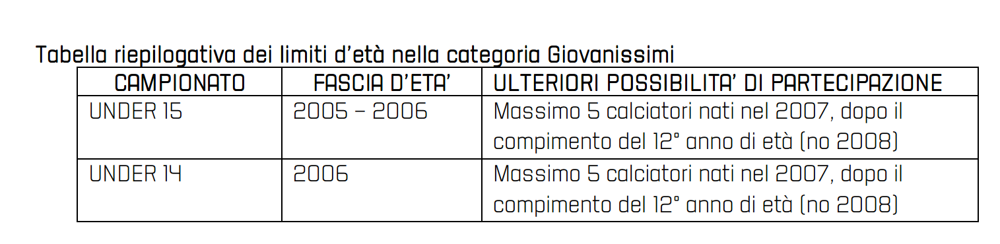 Tabella riepilogativa dei limiti d'età nella categoria Giovanissimi
CAMPIONATO FASCIA D'ETA' ULTERIORI POSSIBILITA' DI PARTECIPAZIONE
UNDER 15 2005 – 2006 Massimo 5 calciatori nati nel 2007, dopo il
compimento del 12° anno di età (no 2008)
UNDER 14 2006 Massimo 5 calciatori nati nel 2007, dopo il
compimento del 12° anno di età (no 2008)